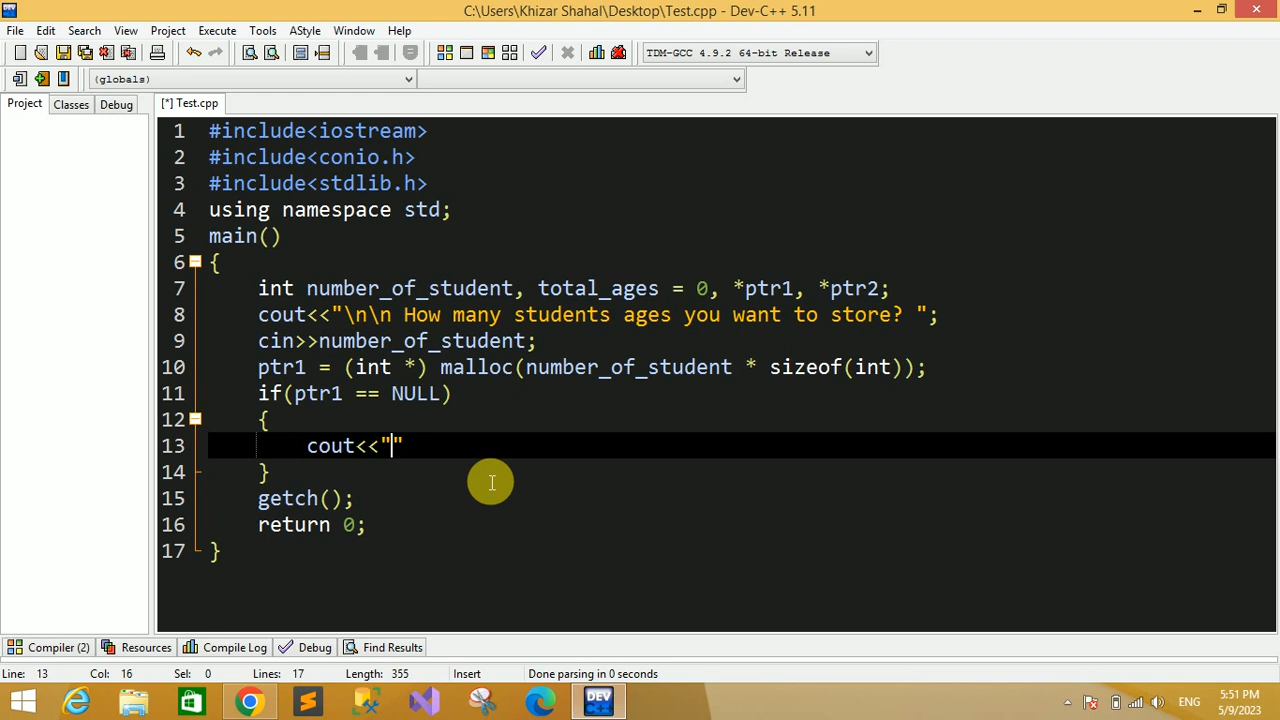 C:\Users\Khizar Shahal\Desktop\Test.cpp - Dev-C++ 5.11
File Edit Search View Project Execute Tools AStyle Window Help
TDM-GCC 4.9.2 64-bit Release
(globals)
Project Classes Debug [*] Test.cpp
1 #include<iostream>
2 #include<conio.h>
3 #include<stdlib.h>
4 using namespace std;
5 main()
6 {
7 int number_of_student, total_ages = 0, *ptr1, *ptr2;
8 cout<<"\n\n How many students ages you want to store? ";
9 cin>>number_of_student;
10 ptr1 = (int *) malloc(number_of_student * sizeof(int));
11 if(ptr1 == NULL)
12 {
13 cout<<""
14 }
15 getch();
16 return 0;
17 }
Compiler (2) Resources Compile Log Debug Find Results
Line: 13 Col: 16 Sel: 0 Lines: 17 Length: 355 Insert Done parsing in 0 seconds
DEV
ENG
5:51 PM
5/9/2023